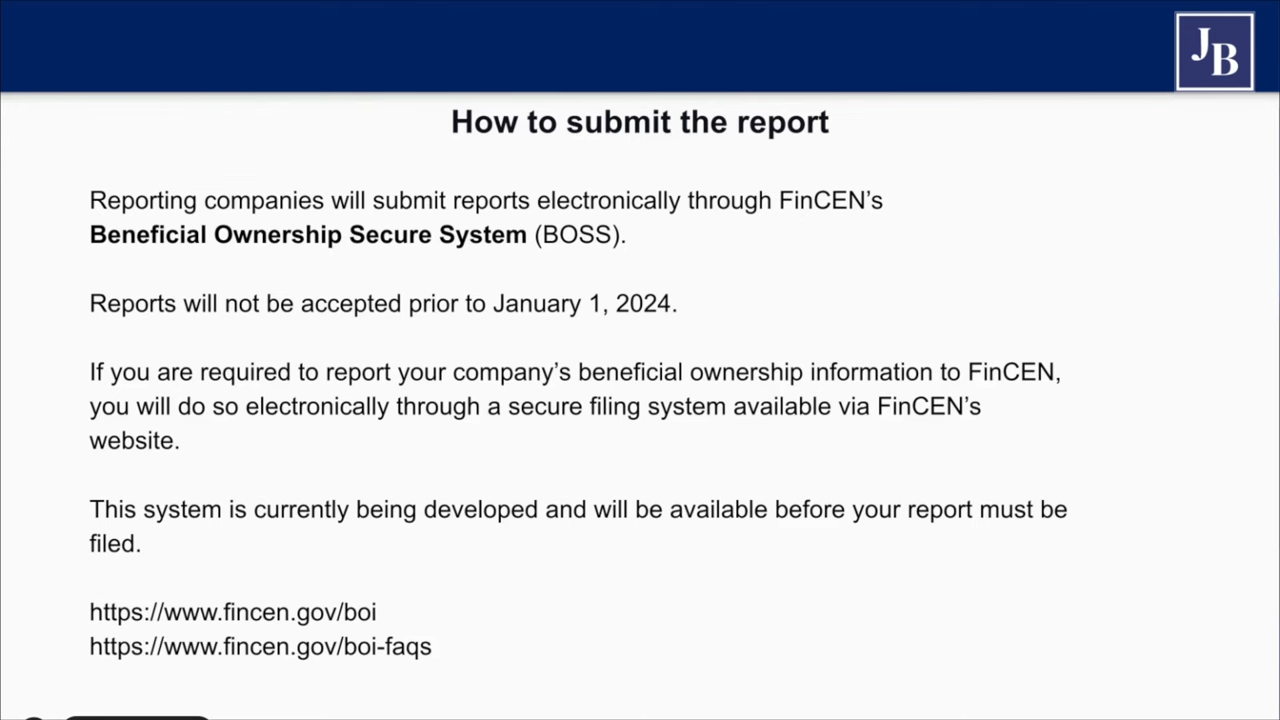 JB
How to submit the report
Reporting companies will submit reports electronically through FinCEN’s
Beneficial Ownership Secure System (BOSS).
Reports will not be accepted prior to January 1, 2024.
If you are required to report your company’s beneficial ownership information to FinCEN,
you will do so electronically through a secure filing system available via FinCEN’s
website.
This system is currently being developed and will be available before your report must be
filed.
https://www.fincen.gov/boi
https://www.fincen.gov/boi-faqs